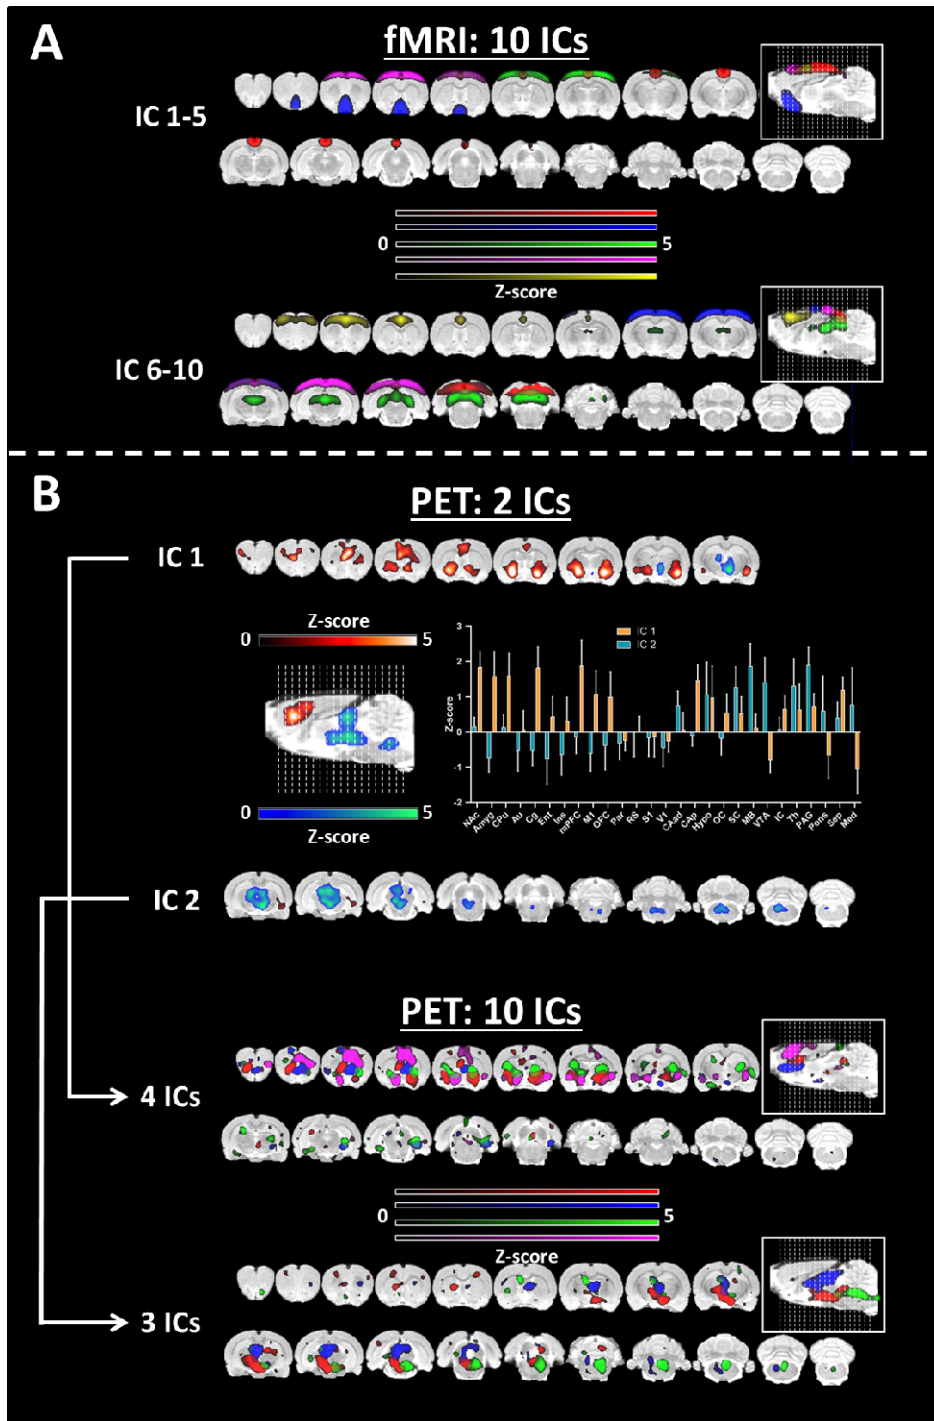 A
fMRI: 10 ICs
IC 1-5
0
5
Z-score
IC 6-10
B
PET: 2 ICs
IC 1
Z-score
0
5
0
5
Z-score
3
2
1
0
-1
-2
Z-score
IC 1
IC 2
NAc
Amyg
CPu
Au
Cg
Ent
Ins
mPFC
M1
OFC
Par
RS
S1
V1
CAad
CAp
Hypo
OC
SC
MB
VTA
IC
Th
PAG
Pons
Sep
Med
IC 2
PET: 10 ICs
4 ICs
0
5
Z-score
3 ICs